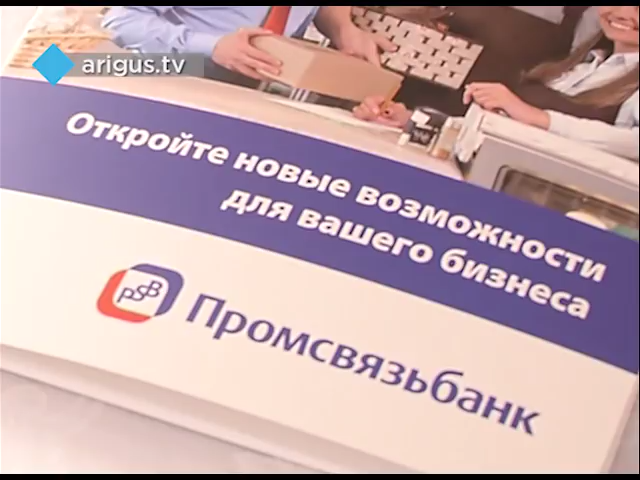 arigus.tv
Откройте новые возможности
для вашего бизнеса
PSB
Промсвязьбанк